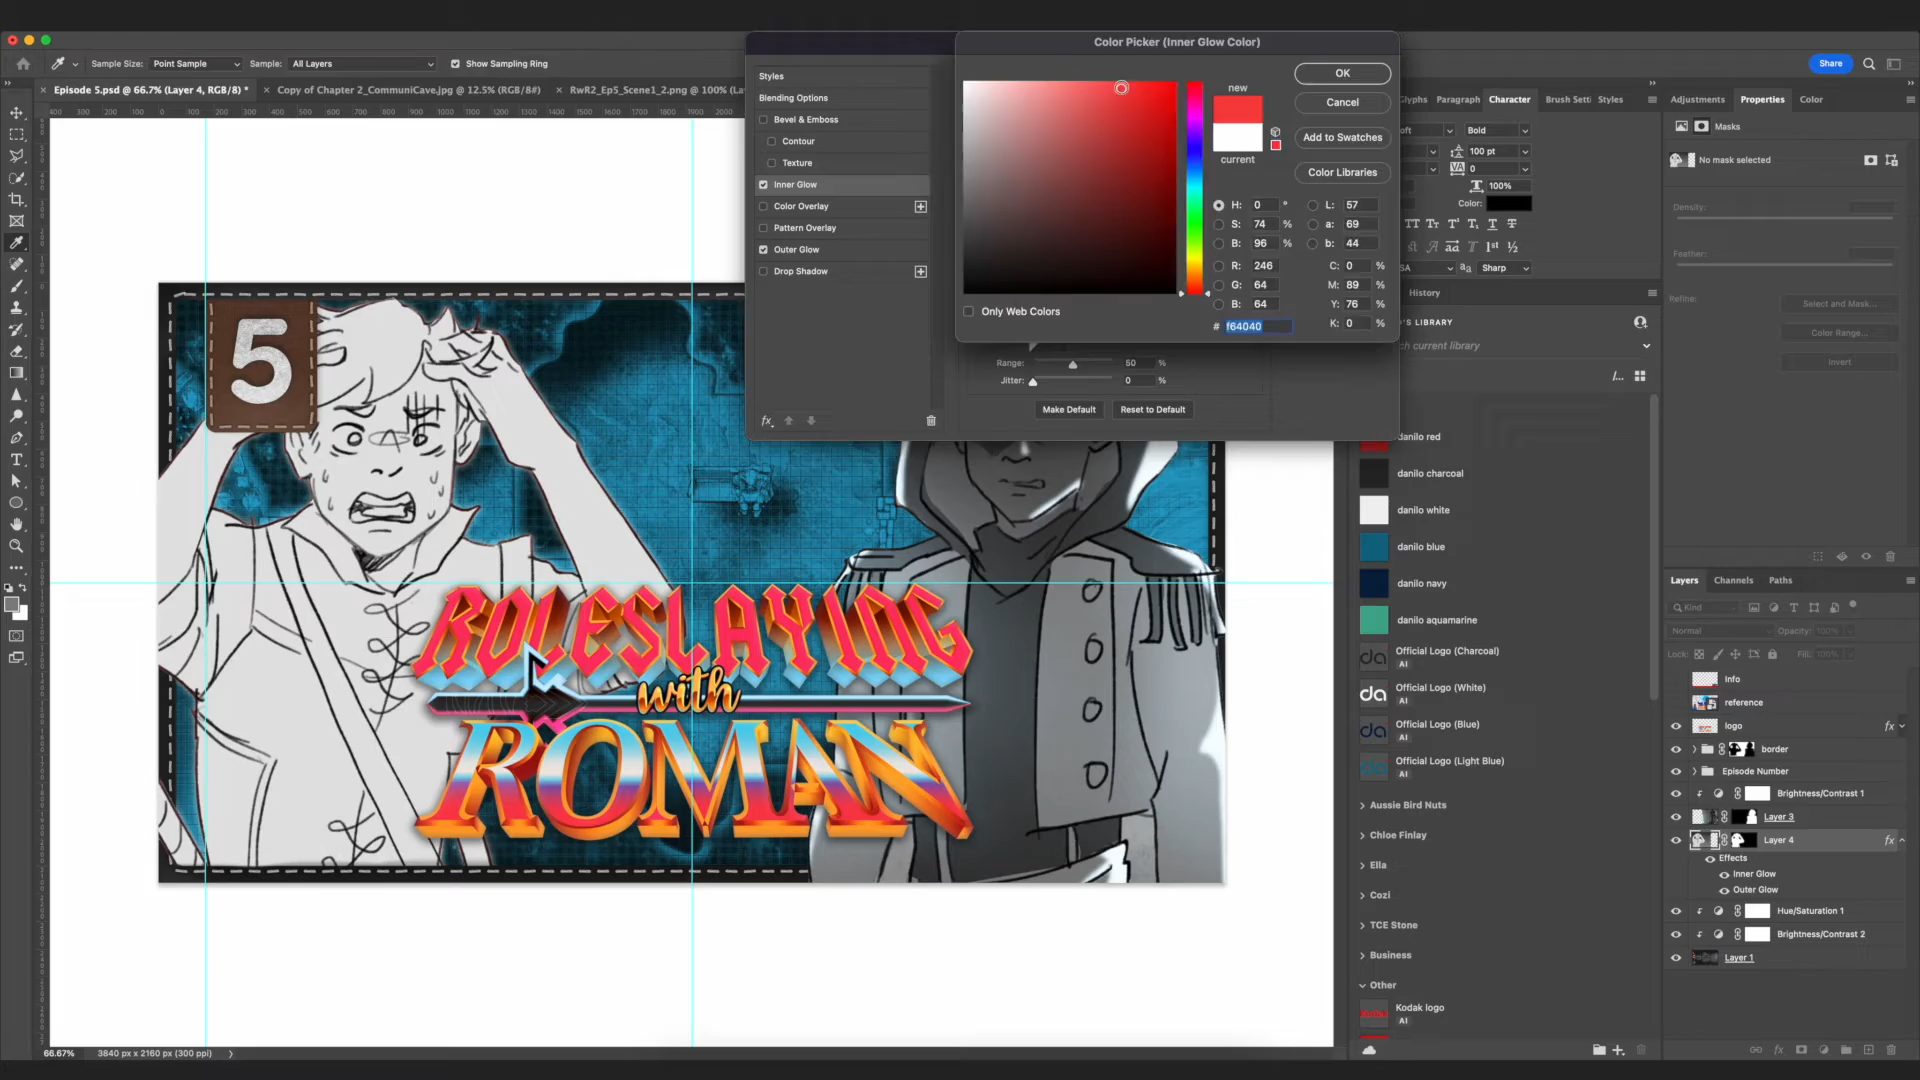 Color Picker (Inner Glow Color)
Sample Size: Point Sample Sample: All Layers Show Sampling Ring
Share
Episode 5.psd @ 66.7% (Layer 4, RGB/8) *
Copy of Chapter 2_CommuniCave.jpg @ 12.5% (RGB/8#)
RwR2_Ep5_Scene1_2.png @ 100% (La
Styles
Blending Options
Bevel & Emboss
Contour
Texture
Inner Glow
Color Overlay
Pattern Overlay
Outer Glow
Drop Shadow
fx
new
current
OK
Cancel
Add to Swatches
Color Libraries
H: 0 °
S: 74 %
B: 96 %
R: 246
G: 64
B: 64
# f64040
L: 57
a: 69
b: 44
C: 0 %
M: 89 %
Y: 76 %
K: 0 %
Only Web Colors
Range: 50 %
Jitter: 0 %
Make Default
Reset to Default
Glyphs Paragraph Character Brush Setti Styles
oft Bold
100 pt
0
100%
Color:
SA Sharp
History
'S LIBRARY
ch current library
danilo red
danilo charcoal
danilo white
danilo blue
danilo navy
danilo aquamarine
Official Logo (Charcoal)
AI
Official Logo (White)
AI
Official Logo (Blue)
AI
Official Logo (Light Blue)
AI
Aussie Bird Nuts
Chloe Finlay
Ella
Cozi
TCE Stone
Business
Other
Kodak logo
AI
Adjustments Properties Color
Masks
No mask selected
Density:
Feather:
Refine:
Select and Mask...
Color Range...
Invert
Layers Channels Paths
Kind
Normal Opacity: 100%
Lock: Fill: 100%
Info
reference
logo fx
border
Episode Number
Brightness/Contrast 1
Layer 3
Layer 4 fx
Effects
Inner Glow
Outer Glow
Hue/Saturation 1
Brightness/Contrast 2
Layer 1
5
ROLESLAYING
with
ROMAN
66.67% 3840 px x 2160 px (300 ppi)